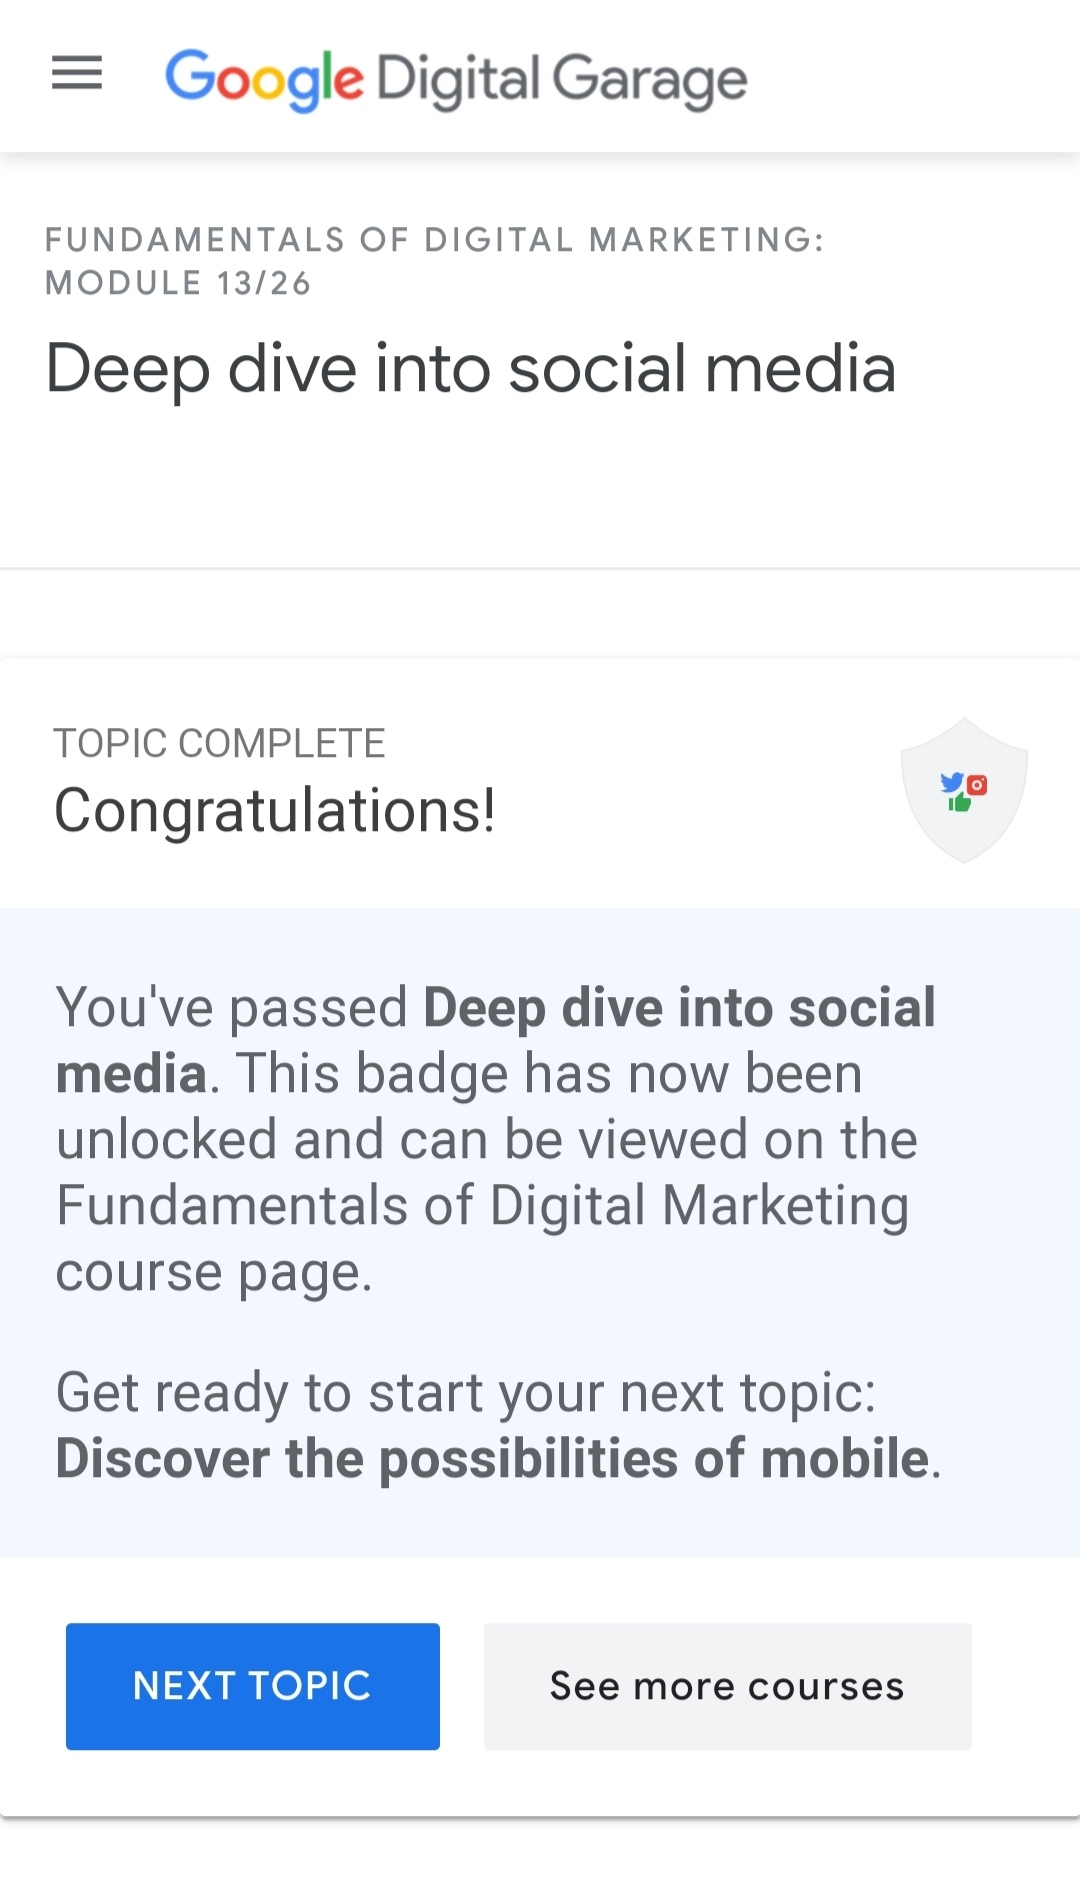 Google Digital Garage
FUNDAMENTALS OF DIGITAL MARKETING:
MODULE 13/26
Deep dive into social media
TOPIC COMPLETE
Congratulations!
You've passed Deep dive into social
media. This badge has now been
unlocked and can be viewed on the
Fundamentals of Digital Marketing
course page.
Get ready to start your next topic:
Discover the possibilities of mobile.
NEXT TOPIC
See more courses